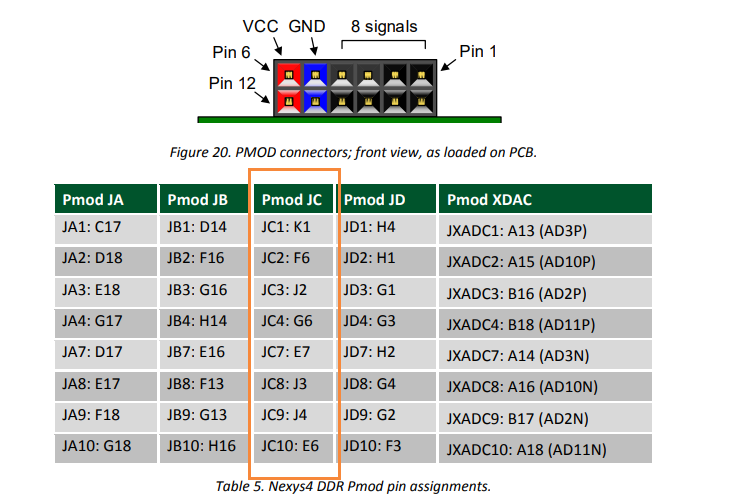 VCC GND 8 signals
Pin 6 Pin 1
Pin 12
Figure 20. PMOD connectors; front view, as loaded on PCB.
Pmod JA Pmod JB Pmod JC Pmod JD Pmod XDAC
JA1: C17 JB1: D14 JC1: K1 JD1: H4 JXADC1: A13 (AD3P)
JA2: D18 JB2: F16 JC2: F6 JD2: H1 JXADC2: A15 (AD10P)
JA3: E18 JB3: G16 JC3: J2 JD3: G1 JXADC3: B16 (AD2P)
JA4: G17 JB4: H14 JC4: G6 JD4: G3 JXADC4: B18 (AD11P)
JA7: D17 JB7: E16 JC7: E7 JD7: H2 JXADC7: A14 (AD3N)
JA8: E17 JB8: F13 JC8: J3 JD8: G4 JXADC8: A16 (AD10N)
JA9: F18 JB9: G13 JC9: J4 JD9: G2 JXADC9: B17 (AD2N)
JA10: G18 JB10: H16 JC10: E6 JD10: F3 JXADC10: A18 (AD11N)
Table 5. Nexys4 DDR Pmod pin assignments.